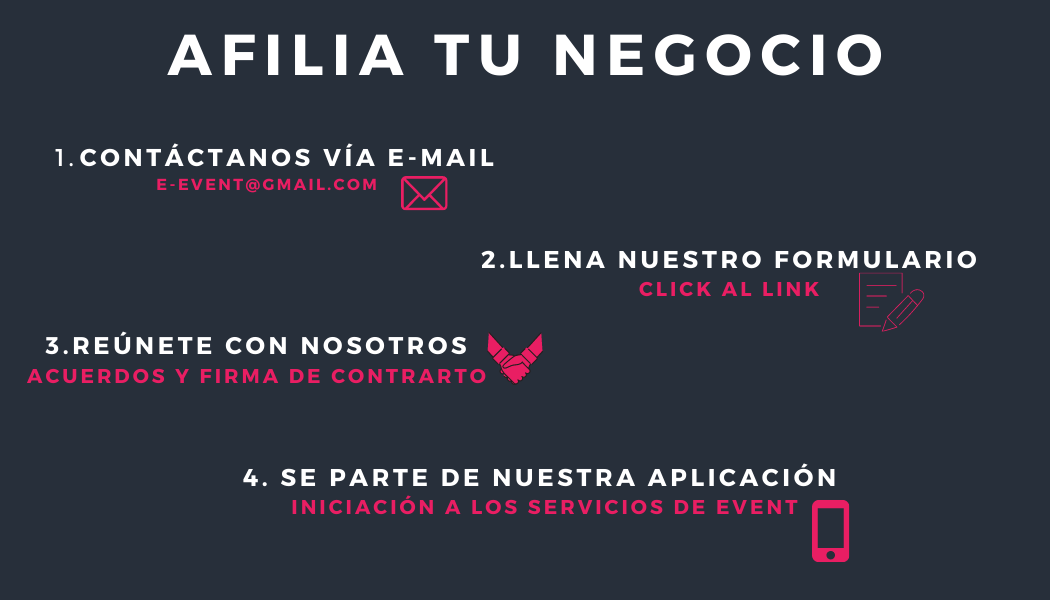 AFILIA TU NEGOCIO
1.CONTÁCTANOS VÍA E-MAIL
E-EVENT@GMAIL.COM
2.LLENA NUESTRO FORMULARIO
CLICK AL LINK
3.REÚNETE CON NOSOTROS
ACUERDOS Y FIRMA DE CONTRARTO
4. SE PARTE DE NUESTRA APLICACIÓN
INICIACIÓN A LOS SERVICIOS DE EVENT